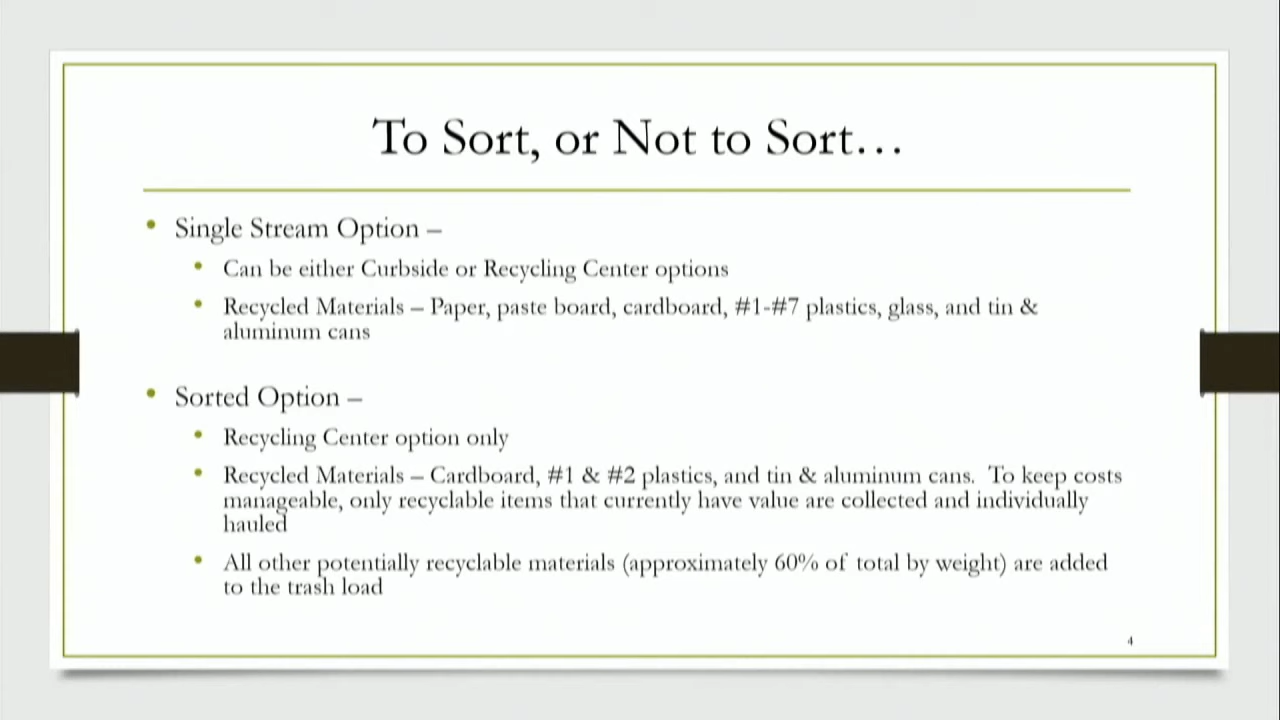 To Sort, or Not to Sort…
• Single Stream Option –
• Can be either Curbside or Recycling Center options
• Recycled Materials – Paper, paste board, cardboard, #1-#7 plastics, glass, and tin &
aluminum cans
• Sorted Option –
• Recycling Center option only
• Recycled Materials – Cardboard, #1 & #2 plastics, and tin & aluminum cans. To keep costs
manageable, only recyclable items that currently have value are collected and individually
hauled
• All other potentially recyclable materials (approximately 60% of total by weight) are added
to the trash load
4